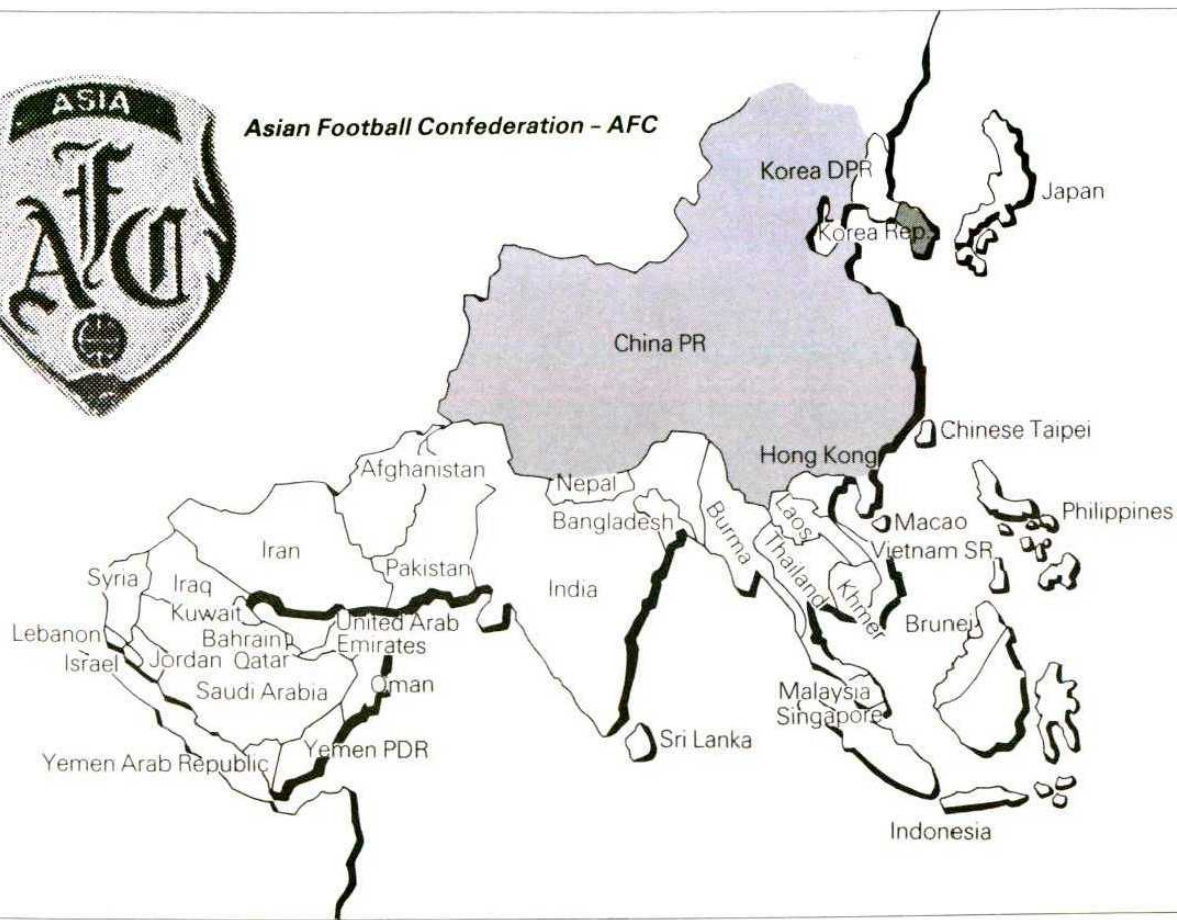 ASIA
AFC
Asian Football Confederation – AFC
Korea DPR
Japan
Korea Rep.
China PR
Chinese Taipei
Hong Kong
Afghanistan
Nepal
Bangladesh
Burma
Laos
Macao
Philippines
Iran
Thailand
Vietnam SR
Pakistan
Syria
Iraq
India
Khmer
Kuwait
United Arab
Emirates
Brunei
Lebanon
Bahrain
Israel
Jordan
Qatar
Saudi Arabia
Oman
Malaysia
Singapore
Sri Lanka
Yemen PDR
Yemen Arab Republic
Indonesia